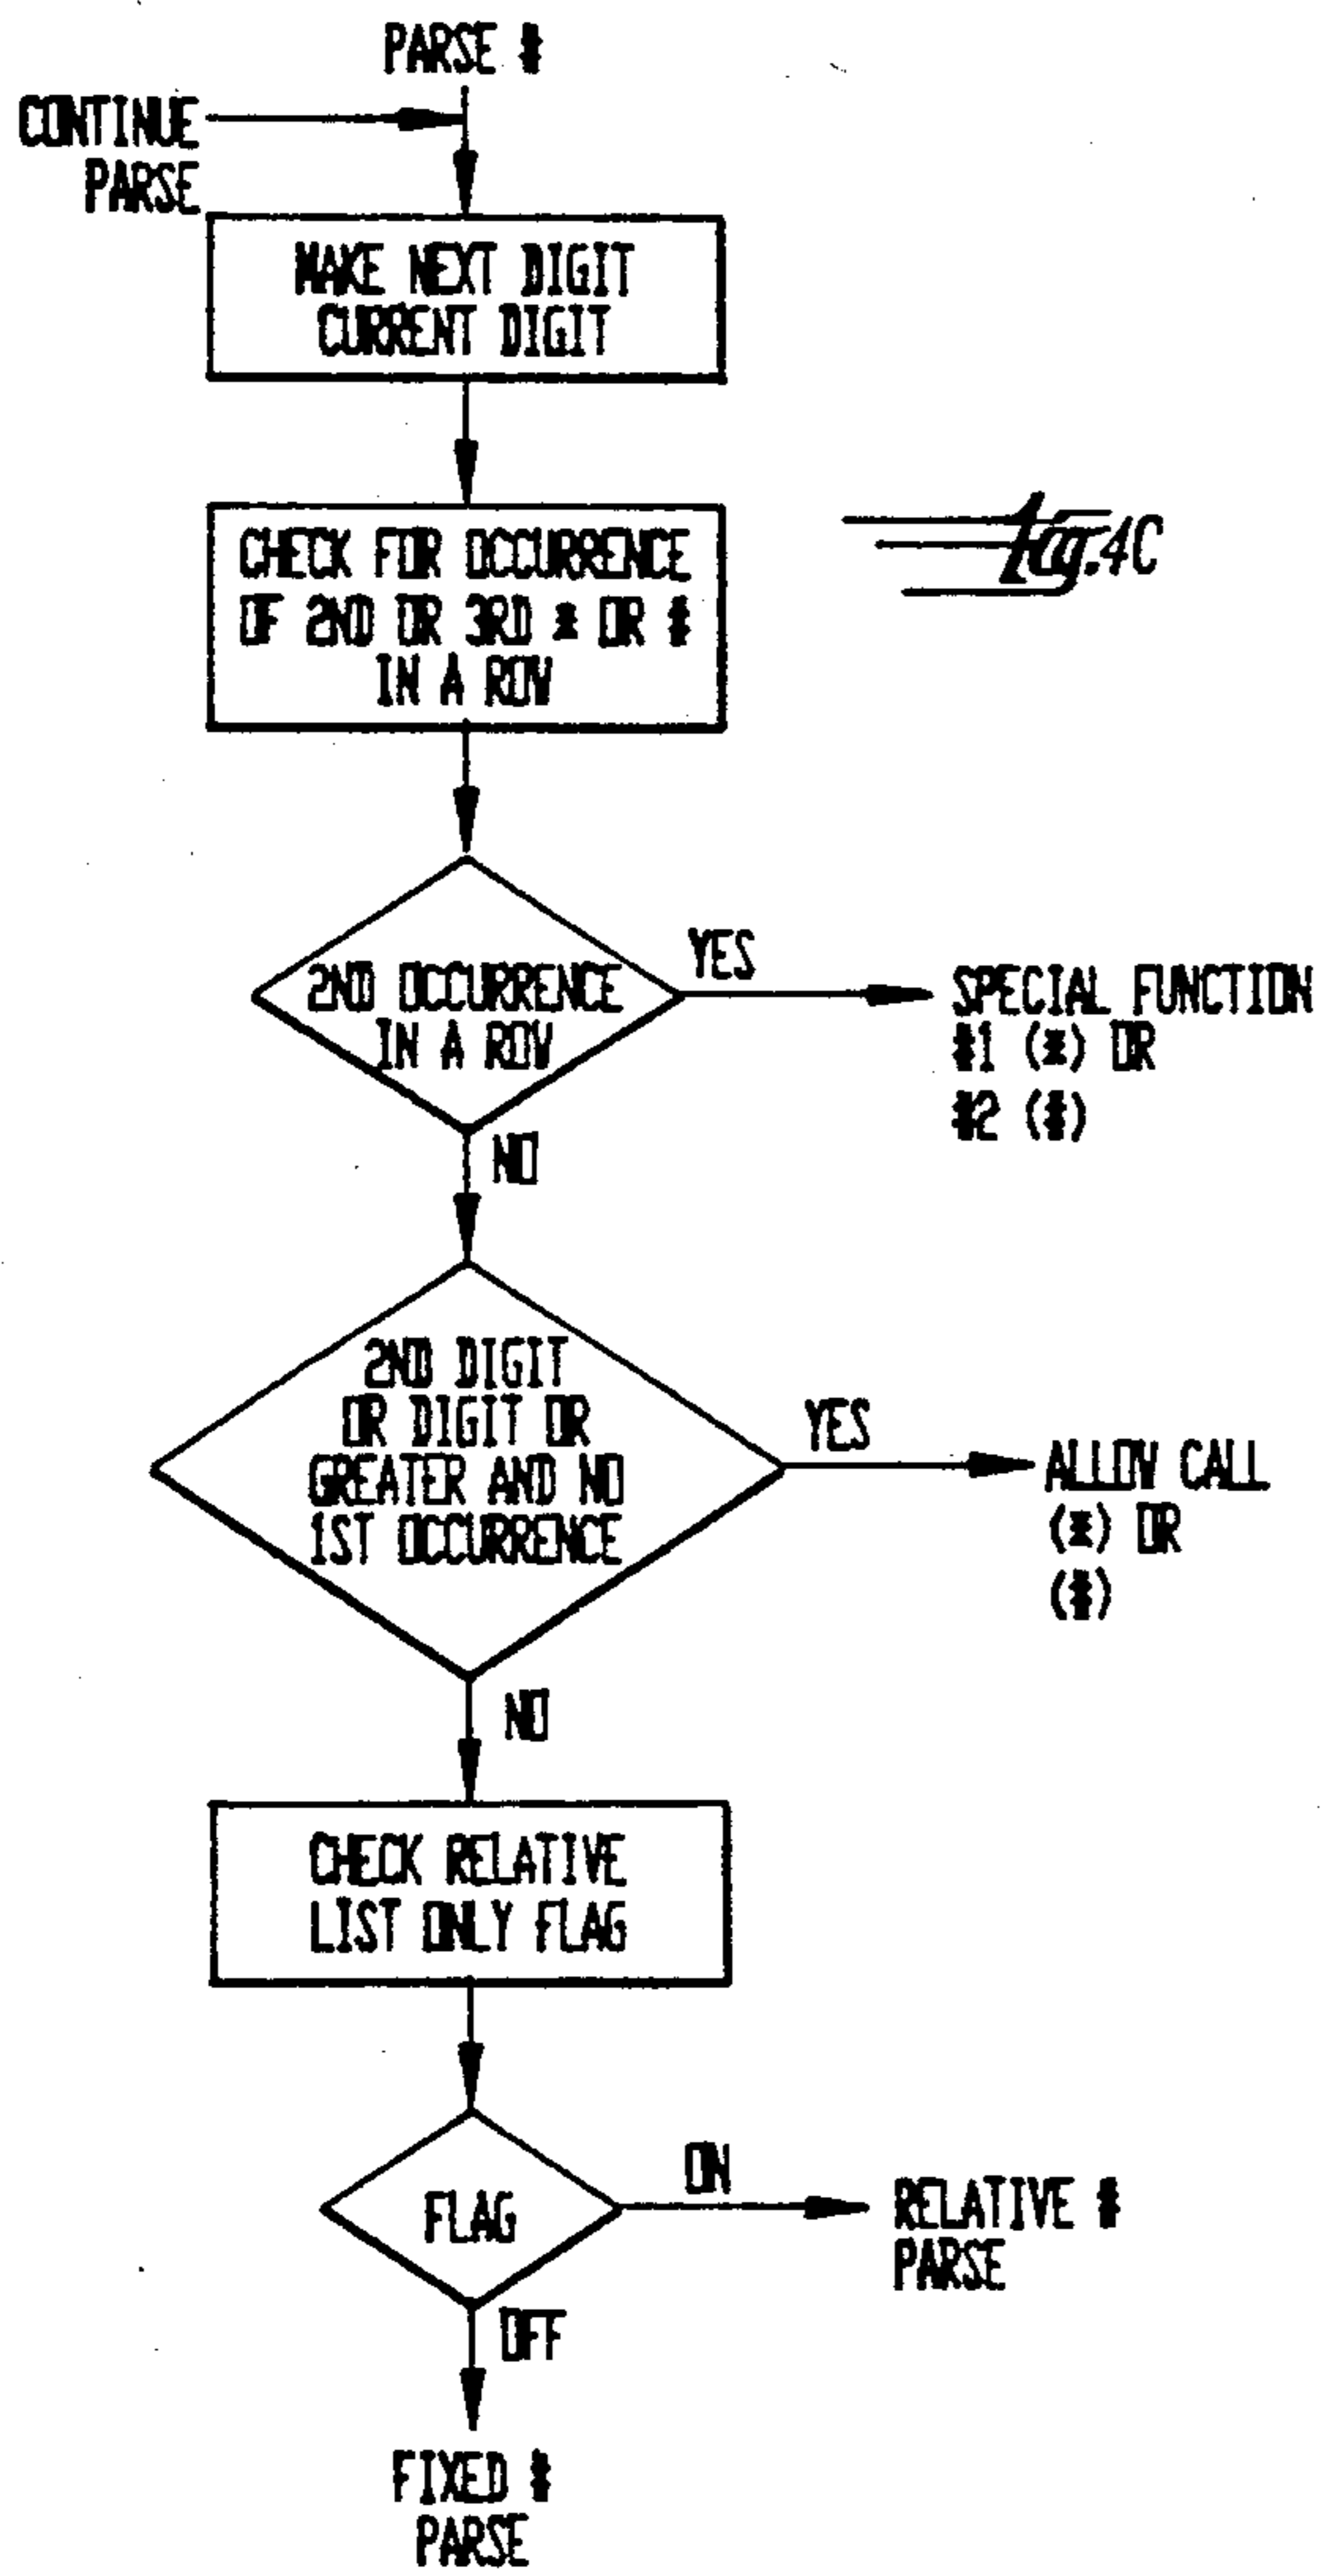 PARSE #
CONTINUE
PARSE
MAKE NEXT DIGIT
CURRENT DIGIT
CHECK FOR OCCURRENCE
OF 2ND OR 3RD * OR #
IN A ROW
Fig. 4C
2ND OCCURRENCE
IN A ROW
YES
SPECIAL FUNCTION
#1 (*) OR
#2 (#)
NO
2ND DIGIT
OR DIGIT OR
GREATER AND NO
1ST OCCURRENCE
YES
ALLOW CALL
(*) OR
(#)
NO
CHECK RELATIVE
LIST ONLY FLAG
FLAG
ON
RELATIVE #
PARSE
OFF
FIXED #
PARSE